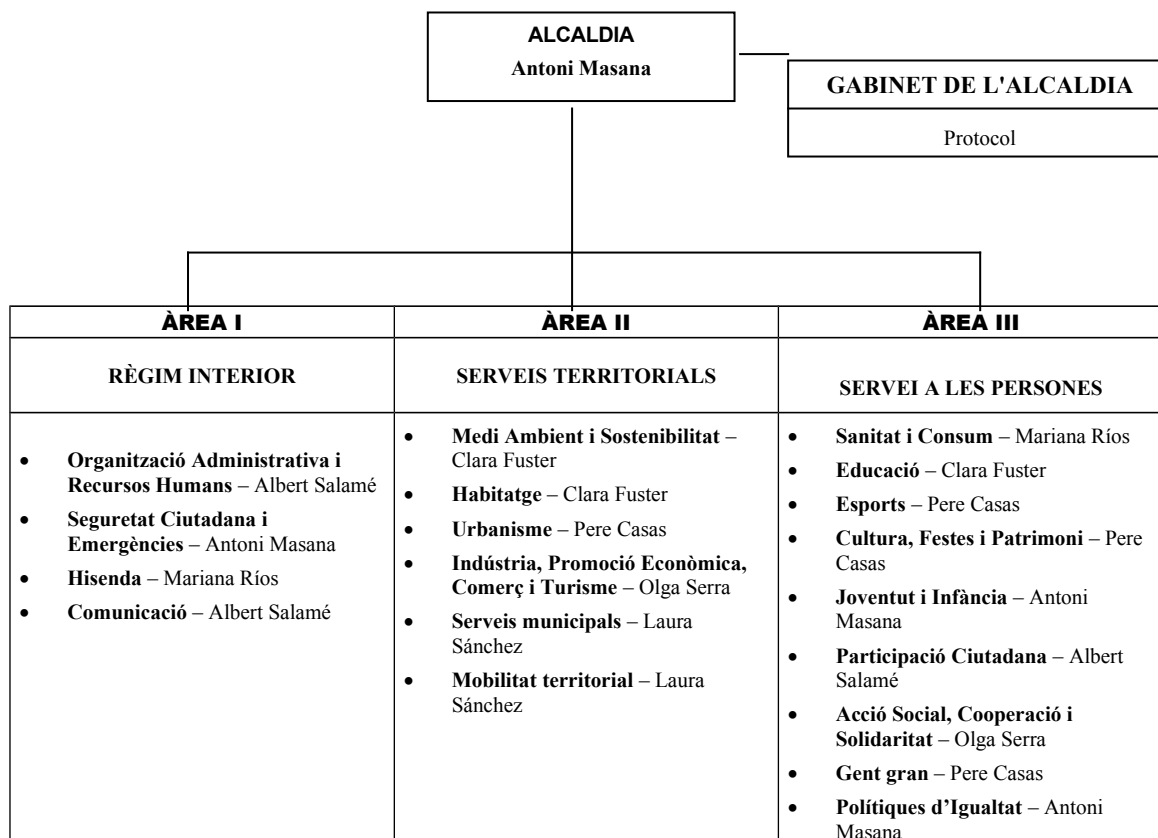 ALCALDIA
Antoni Masana
GABINET DE L'ALCALDIA
Protocol
ÀREA I
RÈGIM INTERIOR
• Organització Administrativa i
Recursos Humans – Albert Salamé
• Seguretat Ciutadana i
Emergències – Antoni Masana
• Hisenda – Mariana Ríos
• Comunicació – Albert Salamé
ÀREA II
SERVEIS TERRITORIALS
• Medi Ambient i Sostenibilitat –
Clara Fuster
• Habitatge – Clara Fuster
• Urbanisme – Pere Casas
• Indústria, Promoció Econòmica,
Comerç i Turisme – Olga Serra
• Serveis municipals – Laura
Sánchez
• Mobilitat territorial – Laura
Sánchez
ÀREA III
SERVEI A LES PERSONES
• Sanitat i Consum – Mariana Ríos
• Educació – Clara Fuster
• Esports – Pere Casas
• Cultura, Festes i Patrimoni – Pere
Casas
• Joventut i Infància – Antoni
Masana
• Participació Ciutadana – Albert
Salamé
• Acció Social, Cooperació i
Solidaritat – Olga Serra
• Gent gran – Pere Casas
• Polítiques d’Igualtat – Antoni
Masana